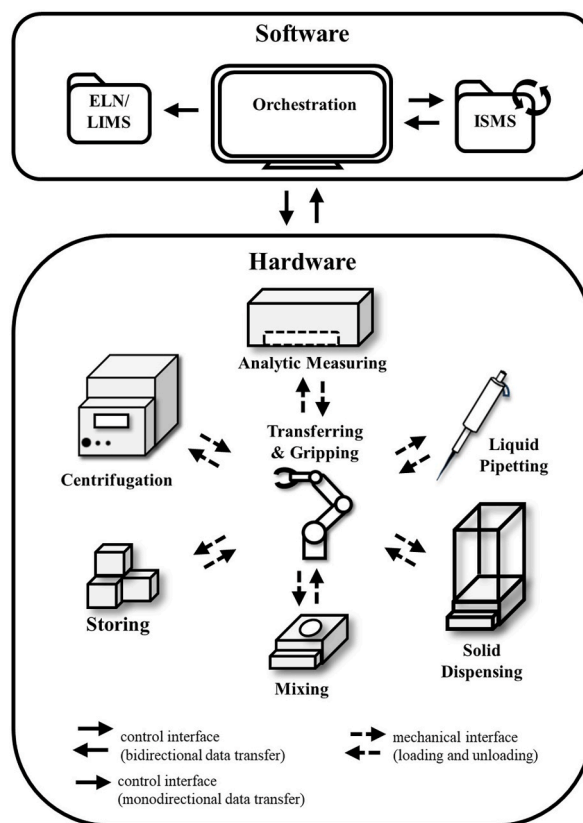 Software
ELN/
LIMS
Orchestration
ISMS
Hardware
Analytic Measuring
Transferring
& Gripping
Centrifugation
Liquid
Pipetting
Storing
Mixing
Solid
Dispensing
control interface
(bidirectional data transfer)
control interface
(monodirectional data transfer)
mechanical interface
(loading and unloading)